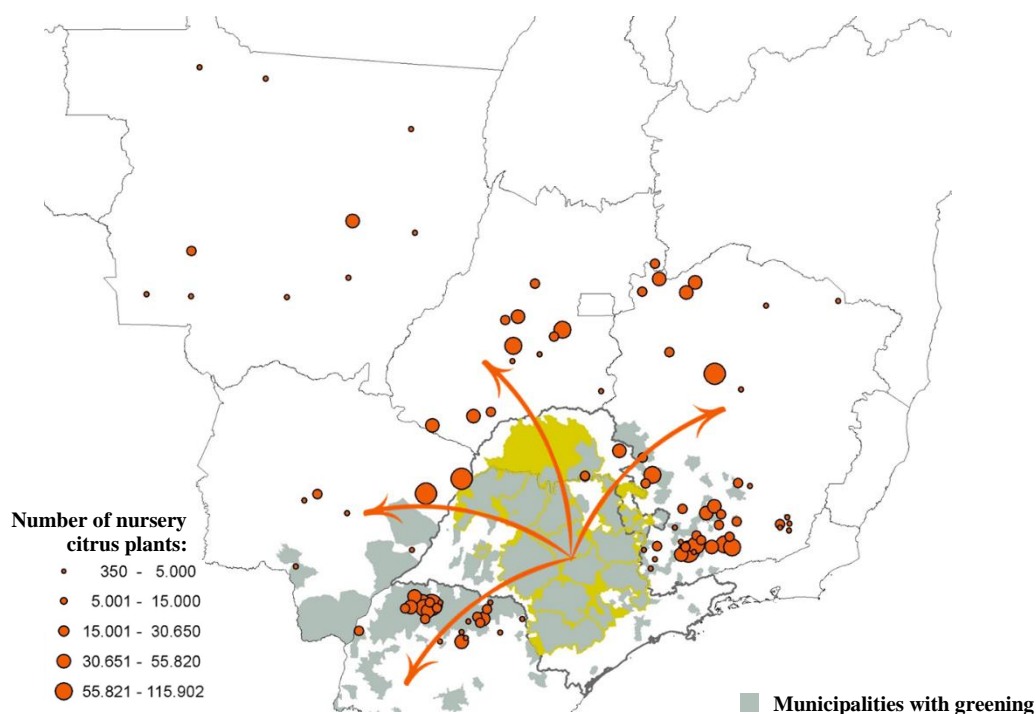 Number of nursery
citrus plants:
350 - 5.000
5.001 - 15.000
15.001 - 30.650
30.651 - 55.820
55.821 - 115.902
Municipalities with greening